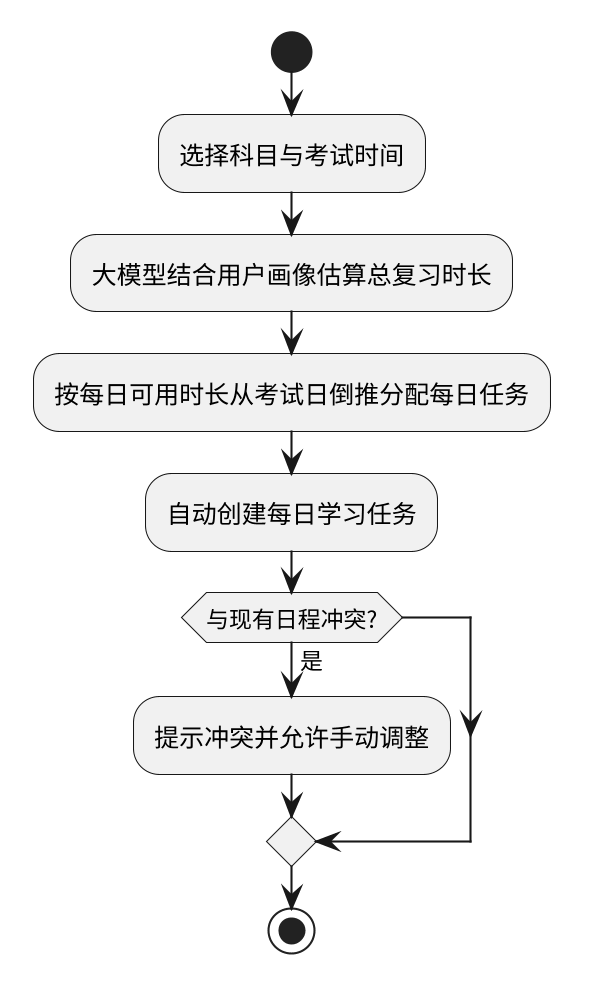 选择科目与考试时间
大模型结合用户画像估算总复习时长
按每日可用时长从考试日倒推分配每日任务
自动创建每日学习任务
与现有日程冲突?
是
提示冲突并允许手动调整